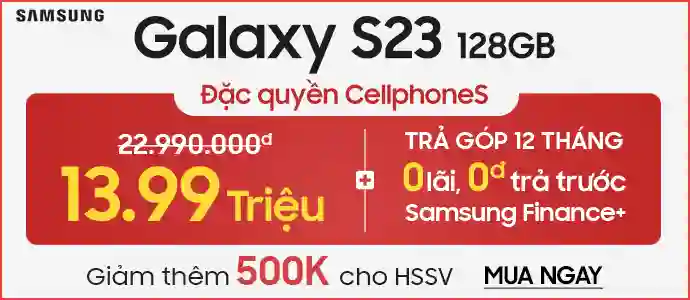 SAMSUNG
Galaxy S23 128GB
Đặc quyền CellphoneS
22.990.000đ
13.99 Triệu
TRẢ GÓP 12 THÁNG
0 lãi, 0đ trả trước
Samsung Finance+
Giảm thêm 500K cho HSSV MUA NGAY